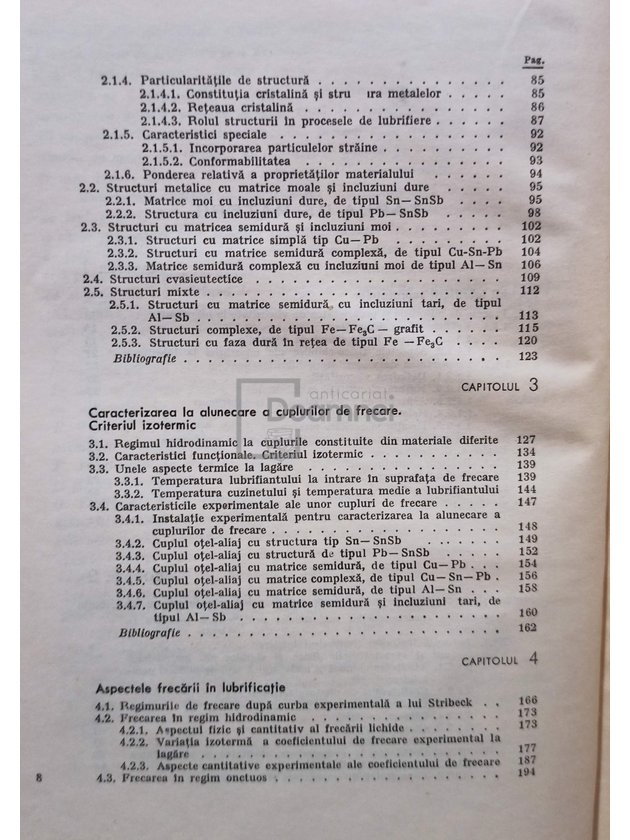 Pag.
2.1.4. Particularitățile de structură . . . . . . . . . . . . . . . 85
2.1.4.1. Constituția cristalină și stru ura metalelor . . . . . 85
2.1.4.2. Rețeaua cristalină . . . . . . . . . . . . . . . 86
2.1.4.3. Rolul structurii în procesele de lubrifiere . . . . . . 87
2.1.5. Caracteristici speciale . . . . . . . . . . . . . . . . . . 92
2.1.5.1. Incorporarea particulelor străine . . . . . . . . . . 92
2.1.5.2. Conformabilitatea . . . . . . . . . . . . . . . 93
2.1.6. Ponderea relativă a proprietăților materialului . . . . . . . 94
2.2. Structuri metalice cu matrice moale și incluziuni dure . . . . . . 95
2.2.1. Matrice moi cu incluziuni dure, de tipul Sn—SnSb . . . . . 95
2.2.2. Structura cu incluziuni dure, de tipul Pb—SnSb . . . . . . 98
2.3. Structuri cu matricea semidură și incluziuni moi . . . . . . . . . 102
2.3.1. Structuri cu matrice simplă tip Cu—Pb . . . . . . . . . . 102
2.3.2. Structuri cu matrice semidură complexă, de tipul Cu-Sn-Pb 104
2.3.3. Matrice semidură complexă cu incluziuni moi de tipul Al—Sn 106
2.4. Structuri cvasieutectice . . . . . . . . . . . . . . . . . . . . 109
2.5. Structuri mixte . . . . . . . . . . . . . . . . . . . . . . . . 112
2.5.1. Structuri cu matrice semidură cu incluziuni tari, de tipul
Al—Sb . . . . . . . . . . . . . . . . . . . . . . . . . . 113
2.5.2. Structuri complexe, de tipul Fe—Fe₃C—grafit . . . . . . . 115
2.5.3. Structuri cu faza dură în rețea de tipul Fe —Fe₃C . . . . . 120
Bibliografie . . . . . . . . . . . . . . . . . . . . . . . . . . 123
anticariat
Doamnei
CAPITOLUL 3
Caracterizarea la alunecare a cuplurilor de frecare.
Criteriul izotermic
3.1. Regimul hidrodinamic la cuplurile constituite din materiale diferite 127
3.2. Caracteristici funcționale. Criteriul izotermic . . . . . . . . . . 134
3.3. Unele aspecte termice la lagăre . . . . . . . . . . . . . . . . 139
3.3.1. Temperatura lubrifiantului la intrare în suprafața de frecare 139
3.3.2. Temperatura cuzinetului și temperatura medie a lubrifiantului 144
3.4. Caracteristicile experimentale ale unor cupluri de frecare . . . . . 147
3.4.1. Instalație experimentală pentru caracterizarea la alunecare a
cuplurilor de frecare . . . . . . . . . . . . . . . . . . . 148
3.4.2. Cuplul oțel-aliaj cu structura tip Sn—SnSb . . . . . . . . 149
3.4.3. Cuplul oțel-aliaj cu structură de tipul Pb—SnSb . . . . . . 152
3.4.4. Cuplul oțel-aliaj cu matrice semidură, de tipul Cu—Pb . . . 154
3.4.5. Cuplul oțel-aliaj cu matrice complexă, de tipul Cu—Sn—Pb . 156
3.4.6. Cuplul oțel-aliaj cu matrice semidură, de tipul Al—Sn . . . 158
3.4.7. Cuplul oțel-aliaj cu matrice semidură și incluziuni tari, de
tipul Al—Sb . . . . . . . . . . . . . . . . . . . . . . . 160
Bibliografie . . . . . . . . . . . . . . . . . . . . . . . . . . 162
CAPITOLUL 4
Aspectele frecării în lubrificație
4.1. Regimurile de frecare după curba experimentală a lui Stribeck . . 166
4.2. Frecarea în regim hidrodinamic . . . . . . . . . . . . . . . . 173
4.2.1. Aspectul fizic și cantitativ al frecării lichide . . . . . . . . 173
4.2.2. Variația izotermă a coeficientului de frecare experimental la
lagăre . . . . . . . . . . . . . . . . . . . . . . . . . . 177
4.2.3. Aspecte cantitative experimentale ale coeficientului de frecare 187
4.3. Frecarea în regim onctuos . . . . . . . . . . . . . . . . . . . 194
8